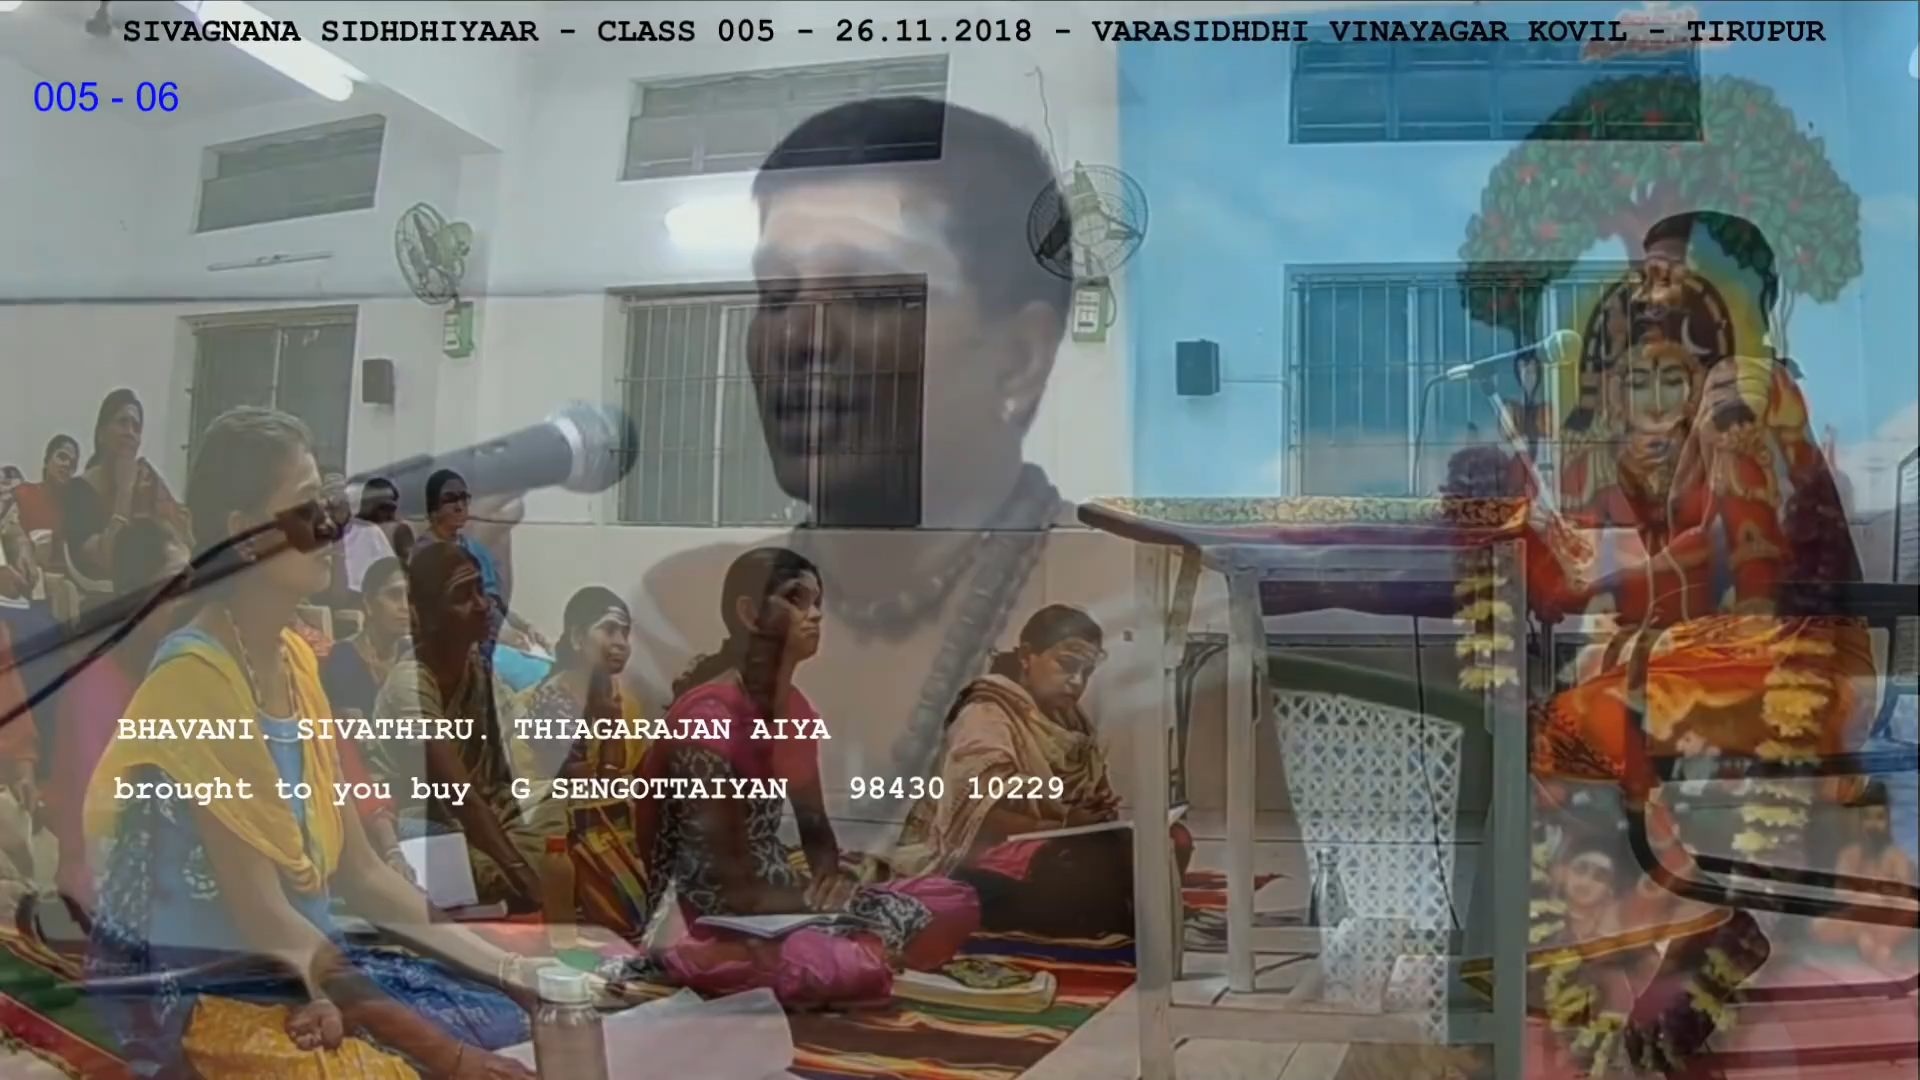 SIVAGNANA SIDHDHIYAAR - CLASS 005 - 26.11.2018 - VARASIDHDHI VINAYAGAR KOVIL - TIRUPUR
005 - 06
BHAVANI. SIVATHIRU. THIAGARAJAN AIYA
brought to you buy G SENGOTTAIYAN 98430 10229